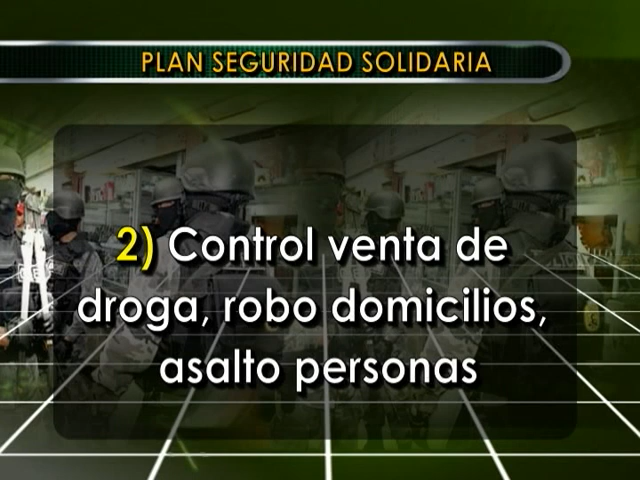 PLAN SEGURIDAD SOLIDARIA
2) Control venta de
droga, robo domicilios,
asalto personas